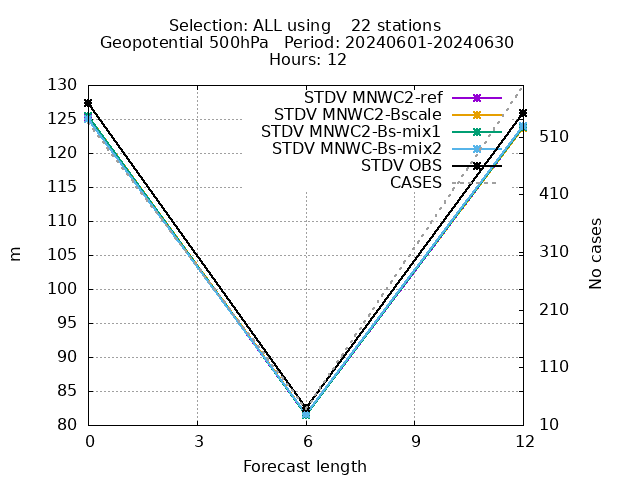 Selection: ALL using    22 stations
Geopotential 500hPa   Period: 20240601-20240630
Hours: 12
STDV MNWC2-ref
STDV MNWC2-Bscale
STDV MNWC2-Bs-mix1
STDV MNWC-Bs-mix2
STDV OBS
CASES
130
125
120
115
110
105
100
95
90
85
80
m
510
410
310
210
110
10
No cases
0 3 6 9 12
Forecast length